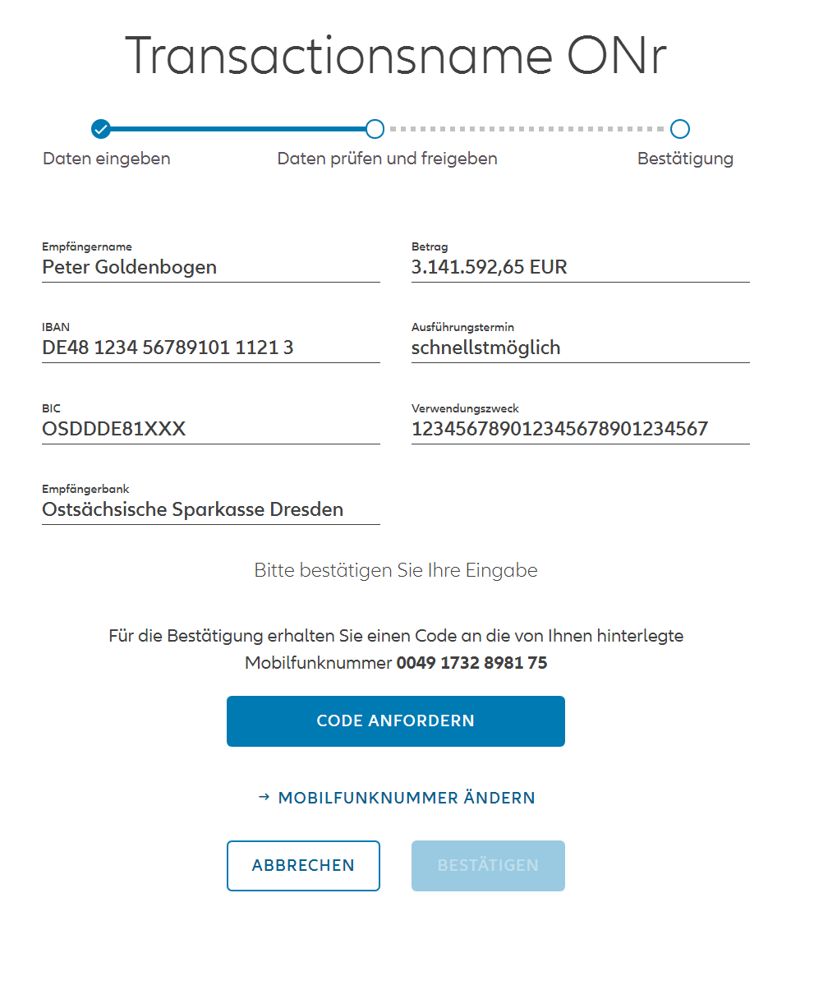 Transactionsname ONr
Daten eingeben
Daten prüfen und freigeben
Bestätigung
Empfängername
Peter Goldenbogen
Betrag
3.141.592,65 EUR
IBAN
DE48 1234 56789101 1121 3
Ausführungstermin
schnellstmöglich
BIC
OSDDDE81XXX
Verwendungszweck
123456789012345678901234567
Empfängerbank
Ostsächsische Sparkasse Dresden
Bitte bestätigen Sie Ihre Eingabe
Für die Bestätigung erhalten Sie einen Code an die von Ihnen hinterlegte
Mobilfunknummer 0049 1732 8981 75
CODE ANFORDERN
→ MOBILFUNKNUMMER ÄNDERN
ABBRECHEN
BESTÄTIGEN